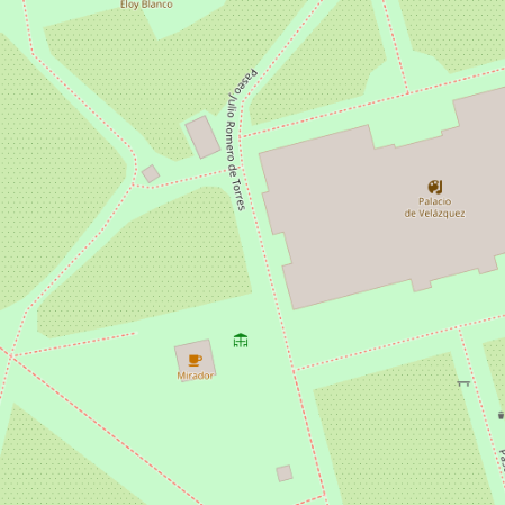 Eloy Blanco
Paseo Julio Romero de Torres
Palacio
de Velázquez
Mirador